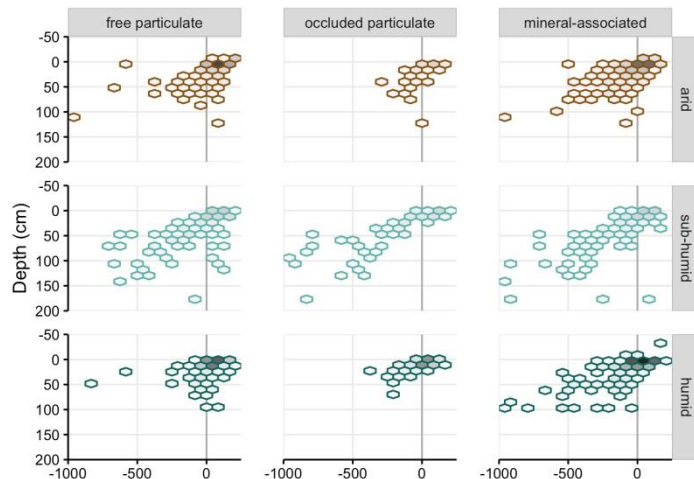 free particulate
occluded particulate
mineral-associated
-50
0
50
100
150
200
arid
-50
0
50
100
150
200
sub-humid
-50
0
50
100
150
200
humid
Depth (cm)
-1000 -500 0
-1000 -500 0
-1000 -500 0